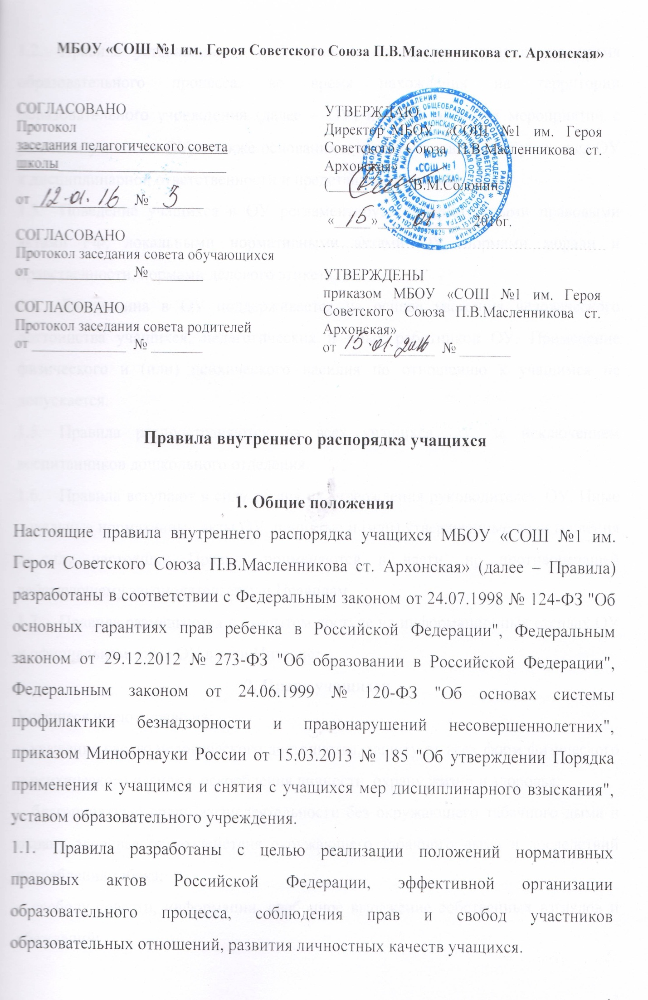 МБОУ «СОШ №1 им. Героя Советского Союза П.В.Масленникова ст. Архонская»
СОГЛАСОВАНО
Протокол
заседания педагогического совета
школы
от 12.01.16 № 3
СОГЛАСОВАНО
Протокол заседания совета обучающихся
от № 
СОГЛАСОВАНО
Протокол заседания совета родителей
от № 
УТВЕРЖДАЮ
Директор МБОУ «СОШ №1 им. Героя
Советского Союза П.В.Масленникова ст.
Архонская»
( В.М.Солонин
«15» 01 2016г.
МБОУ
«СОШ №1
АРХОНСКАЯ»
УТВЕРЖДЕНЫ
приказом МБОУ «СОШ №1 им. Героя
Советского Союза П.В.Масленникова ст.
Архонская»
от 15.01.2016 № 
Правила внутреннего распорядка учащихся
1. Общие положения
Настоящие правила внутреннего распорядка учащихся МБОУ «СОШ №1 им.
Героя Советского Союза П.В.Масленникова ст. Архонская» (далее – Правила)
разработаны в соответствии с Федеральным законом от 24.07.1998 № 124-ФЗ "Об
основных гарантиях прав ребенка в Российской Федерации", Федеральным
законом от 29.12.2012 № 273-ФЗ "Об образовании в Российской Федерации",
Федеральным законом от 24.06.1999 № 120-ФЗ "Об основах системы
профилактики безнадзорности и правонарушений несовершеннолетних",
приказом Минобрнауки России от 15.03.2013 № 185 "Об утверждении Порядка
применения к учащимся и снятия с учащихся мер дисциплинарного взыскания",
уставом образовательного учреждения.
1.1. Правила разработаны с целью реализации положений нормативных
правовых актов Российской Федерации, эффективной организации
образовательного процесса, соблюдения прав и свобод участников
образовательных отношений, развития личностных качеств учащихся.